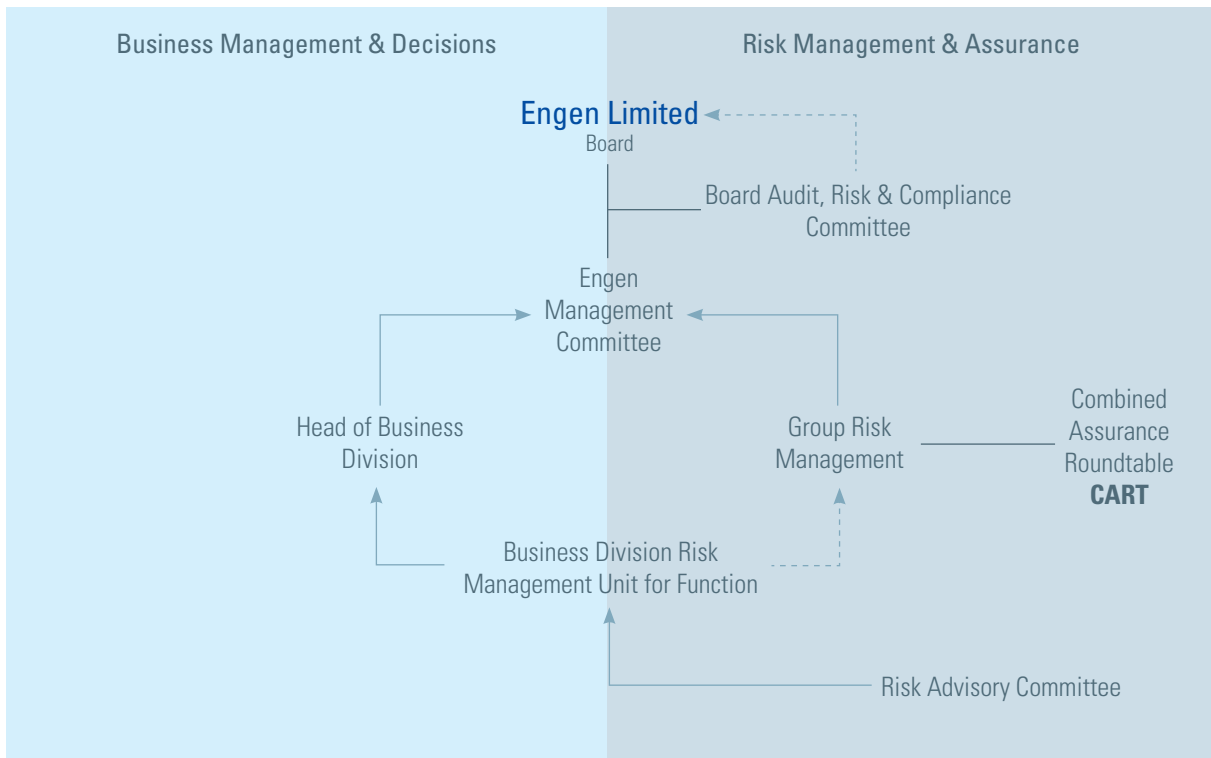 Business Management & Decisions
Risk Management & Assurance
Engen Limited
Board
Board Audit, Risk & Compliance
Committee
Engen
Management
Committee
Head of Business
Division
Group Risk
Management
Combined
Assurance
Roundtable
CART
Business Division Risk
Management Unit for Function
Risk Advisory Committee